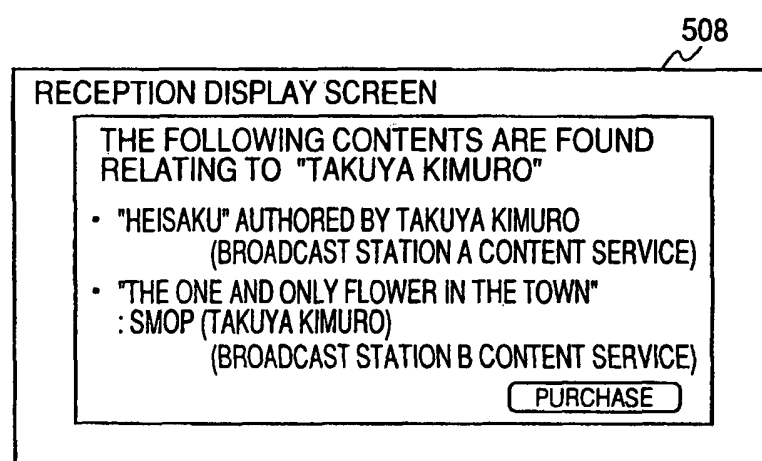 508
RECEPTION DISPLAY SCREEN
THE FOLLOWING CONTENTS ARE FOUND
RELATING TO "TAKUYA KIMURO"
• "HEISAKU" AUTHORED BY TAKUYA KIMURO
(BROADCAST STATION A CONTENT SERVICE)
• "THE ONE AND ONLY FLOWER IN THE TOWN"
: SMOP (TAKUYA KIMURO)
(BROADCAST STATION B CONTENT SERVICE)
PURCHASE